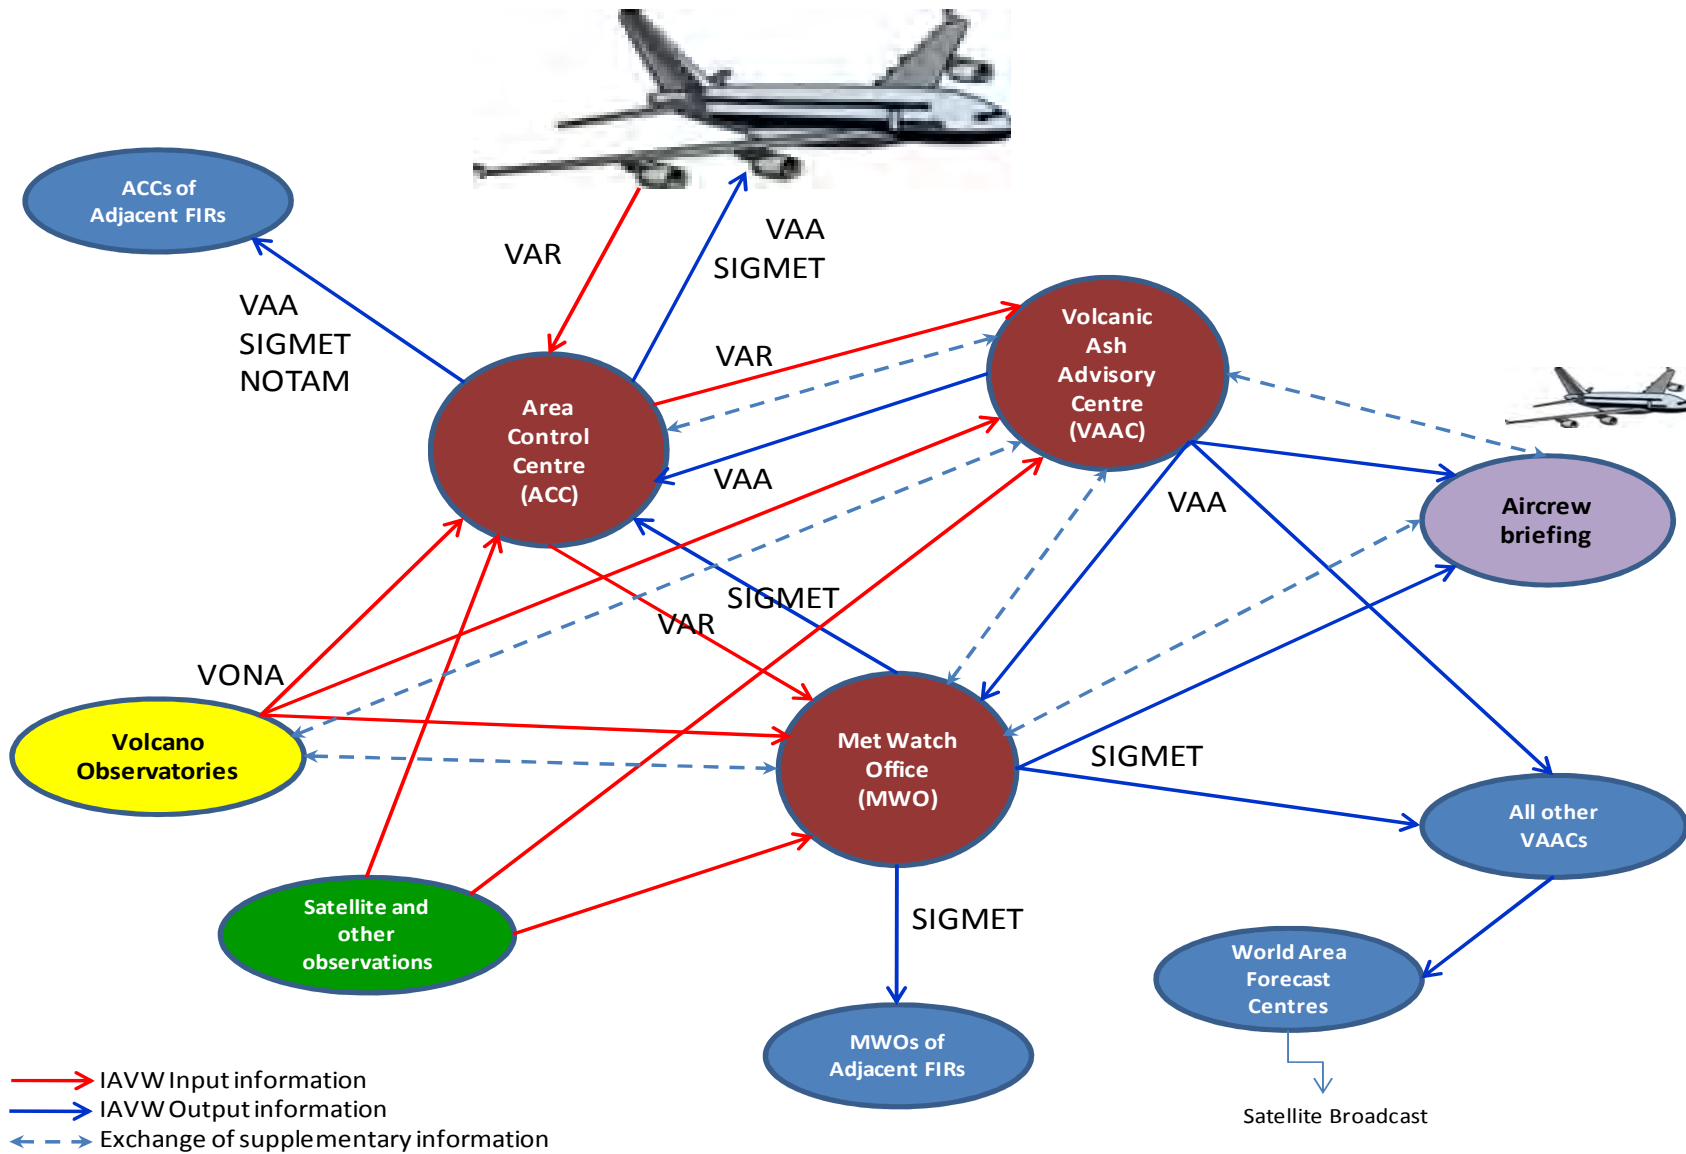 ACCs of
Adjacent FIRs
VAR
VAA
SIGMET
VAA
SIGMET
NOTAM
VAR
Volcanic
Ash
Advisory
Centre
(VAAC)
Area
Control
Centre
(ACC)
VAA
VAA
Aircrew
briefing
SIGMET
VAR
VONA
Volcano
Observatories
Met Watch
Office
(MWO)
SIGMET
All other
VAACs
Satellite and
other
observations
SIGMET
World Area
Forecast
Centres
MWOs of
Adjacent FIRs
IAVW Input information
IAVW Output information
Exchange of supplementary information
Satellite Broadcast